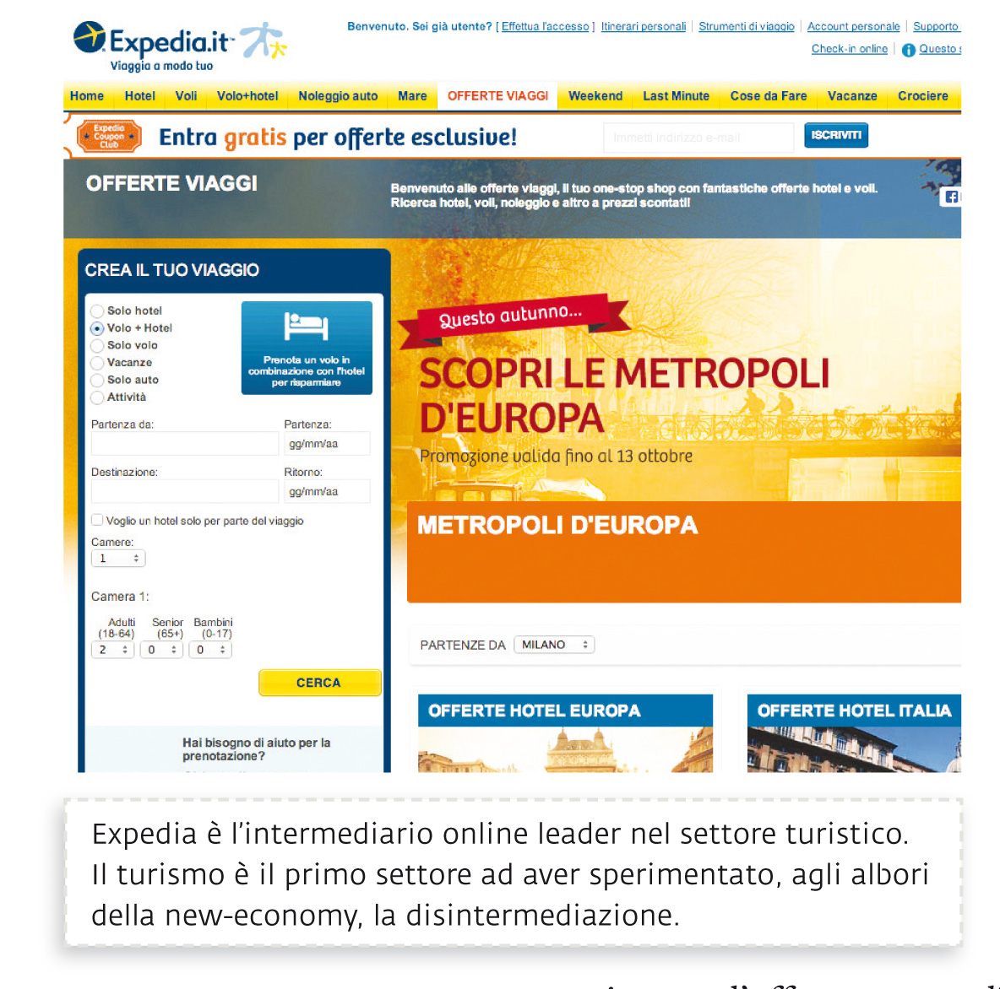 Expedia.it
Viaggia a modo tuo
Benvenuto. Sei già utente? [ Effettua l'accesso ] Itinerari personali | Strumenti di viaggio | Account personale | Supporto
Check-in online | Questo
Home Hotel Voli Volo+hotel Noleggio auto Mare OFFERTE VIAGGI Weekend Last Minute Cose da Fare Vacanze Crociere
Expedia
Coupon
Club
Entra gratis per offerte esclusive!
Immetti indirizzo e-mail
ISCRIVITI
OFFERTE VIAGGI
Benvenuto alle offerte viaggi, il tuo one-stop shop con fantastiche offerte hotel e voli.
Ricerca hotel, voli, noleggio e altro a prezzi scontati!
CREA IL TUO VIAGGIO
Solo hotel
Volo + Hotel
Solo volo
Vacanze
Solo auto
Attività
Prenota un volo in
combinazione con l'hotel
per risparmiare
Partenza da: Partenza:
gg/mm/aa
Destinazione: Ritorno:
gg/mm/aa
Voglio un hotel solo per parte del viaggio
Camere:
1
Camera 1:
Adulti Senior Bambini
(18-64) (65+) (0-17)
2 0 0
CERCA
Hai bisogno di aiuto per la
prenotazione?
Questo autunno...
SCOPRI LE METROPOLI
D'EUROPA
Promozione valida fino al 13 ottobre
METROPOLI D'EUROPA
PARTENZE DA MILANO
OFFERTE HOTEL EUROPA
OFFERTE HOTEL ITALIA
Expedia è l'intermediario online leader nel settore turistico.
Il turismo è il primo settore ad aver sperimentato, agli albori
della new-economy, la disintermediazione.